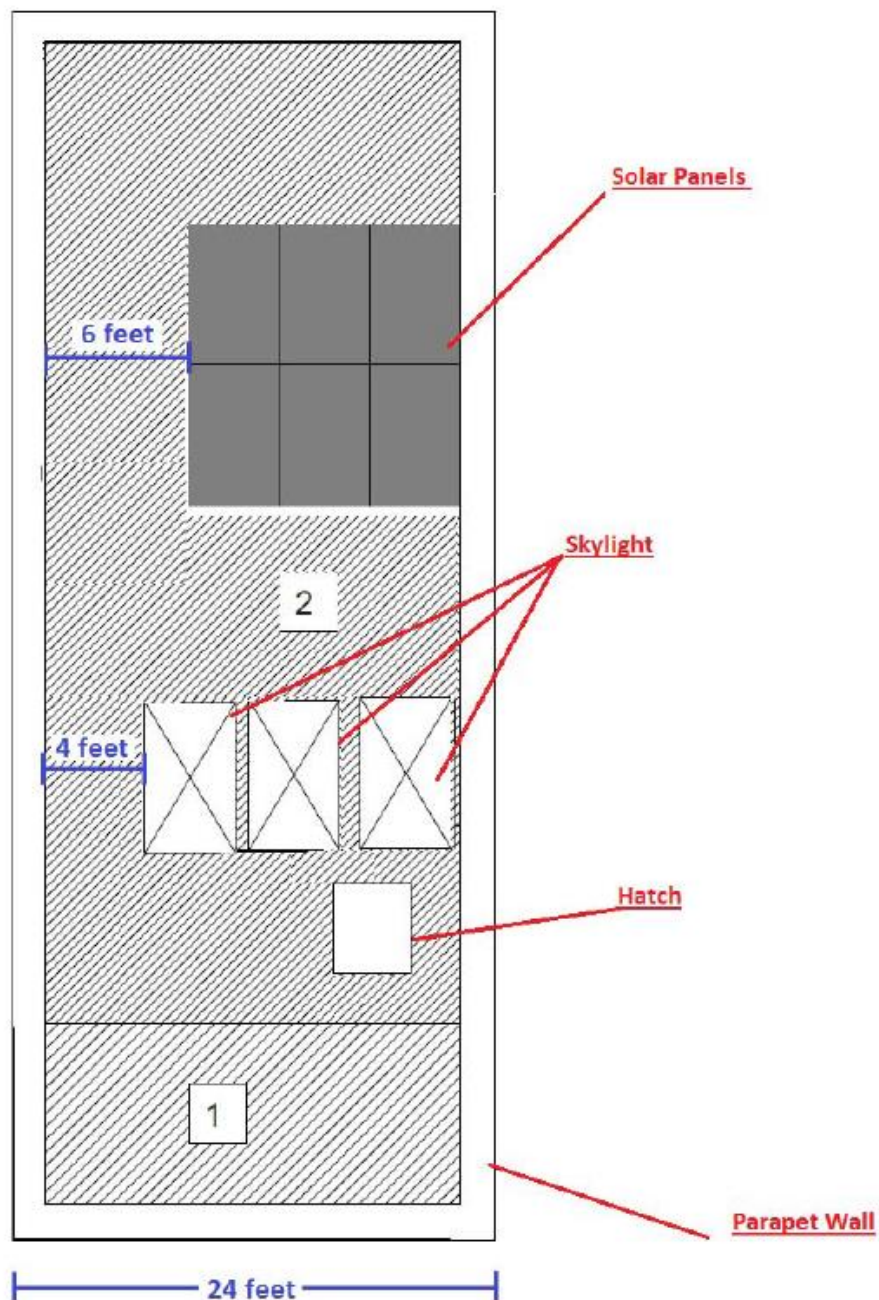 Solar Panels
6 feet
Skylight
2
4 feet
Hatch
1
Parapet Wall
24 feet